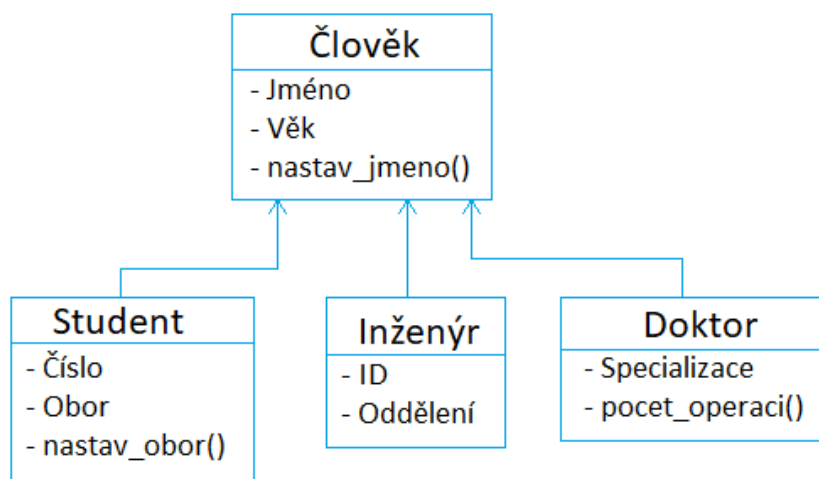 Člověk
- Jméno
- Věk
- nastav_jmeno()
Student
- Číslo
- Obor
- nastav_obor()
Inženýr
- ID
- Oddělení
Doktor
- Specializace
- pocet_operaci()